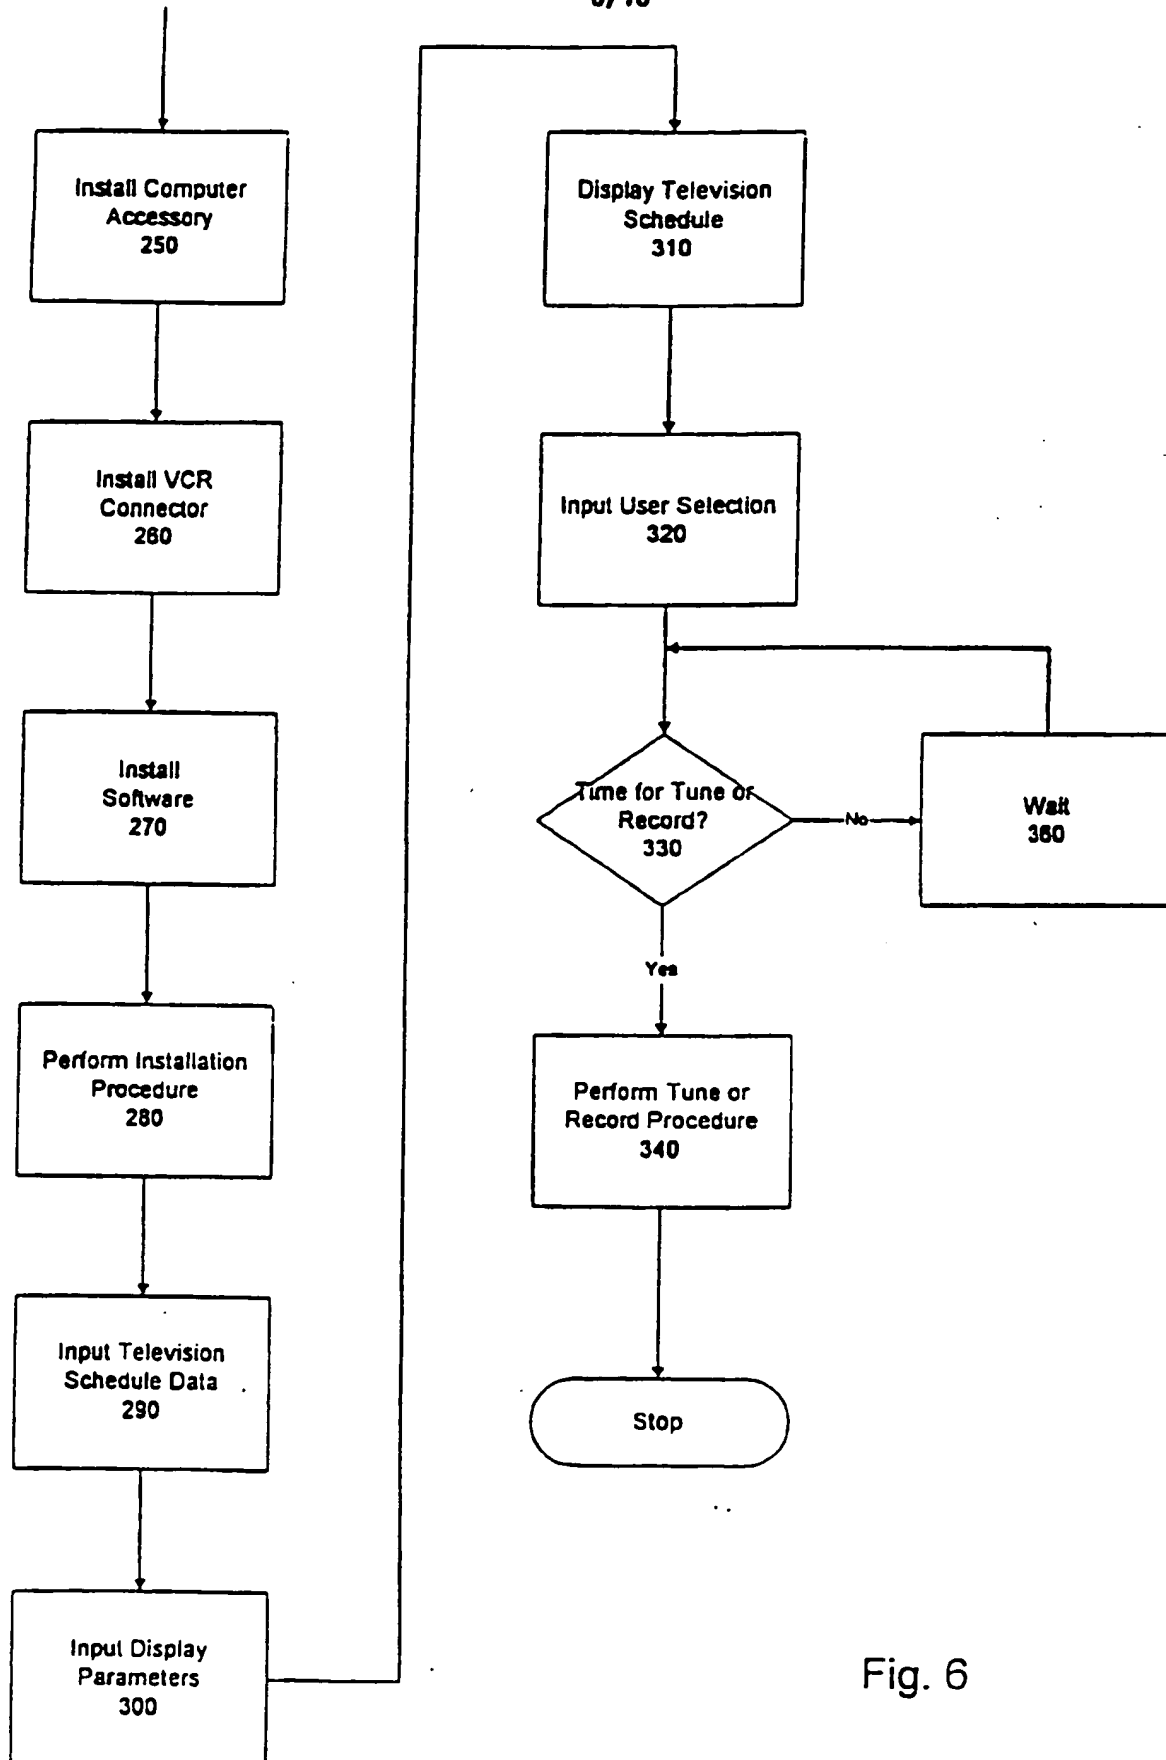 Install Computer
Accessory
250
Install VCR
Connector
260
Install
Software
270
Perform Installation
Procedure
280
Input Television
Schedule Data
290
Input Display
Parameters
300
Display Television
Schedule
310
Input User Selection
320
Time for Tune or
Record?
330
No
Wait
360
Yes
Perform Tune or
Record Procedure
340
Stop
Fig. 6